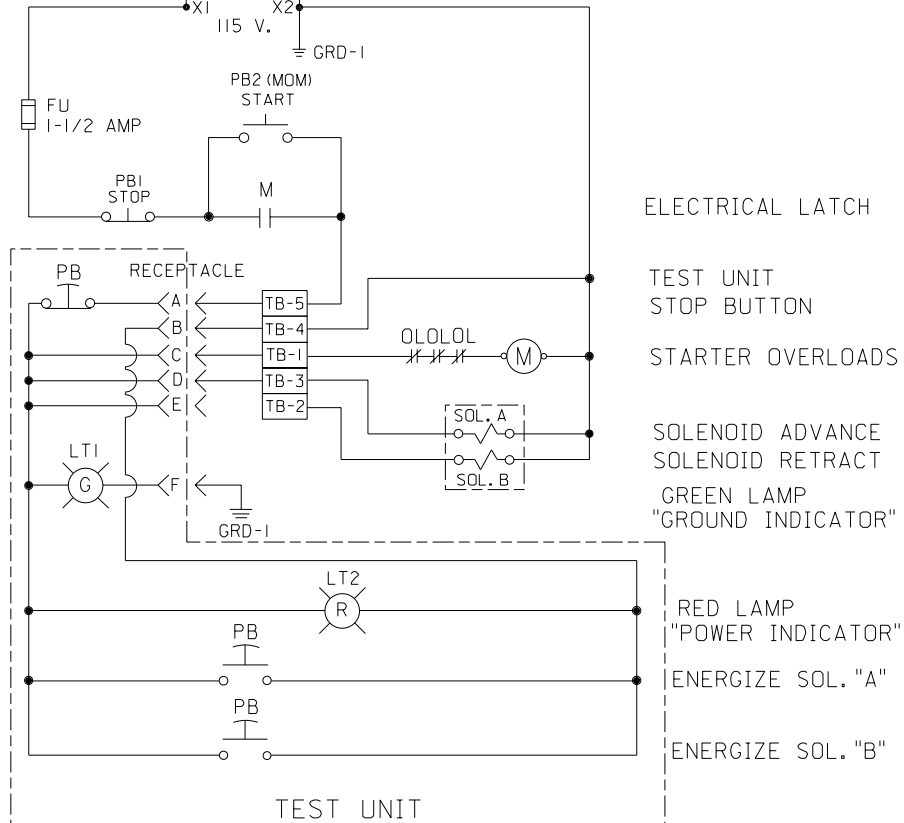 X1 X2
115 V.
GRD-1
PB2 (MOM)
START
FU
1-1/2 AMP
PB1
STOP
M
ELECTRICAL LATCH
PB
RECEPTACLE
TEST UNIT
STOP BUTTON
A TB-5
B TB-4
OL OL OL
C TB-1 M
STARTER OVERLOADS
D TB-3
E TB-2
SOL. A
SOLENOID ADVANCE
SOL. B
SOLENOID RETRACT
LT1
G F
GRD-1
GREEN LAMP
"GROUND INDICATOR"
LT2
R
RED LAMP
"POWER INDICATOR"
PB
ENERGIZE SOL. "A"
PB
ENERGIZE SOL. "B"
TEST UNIT